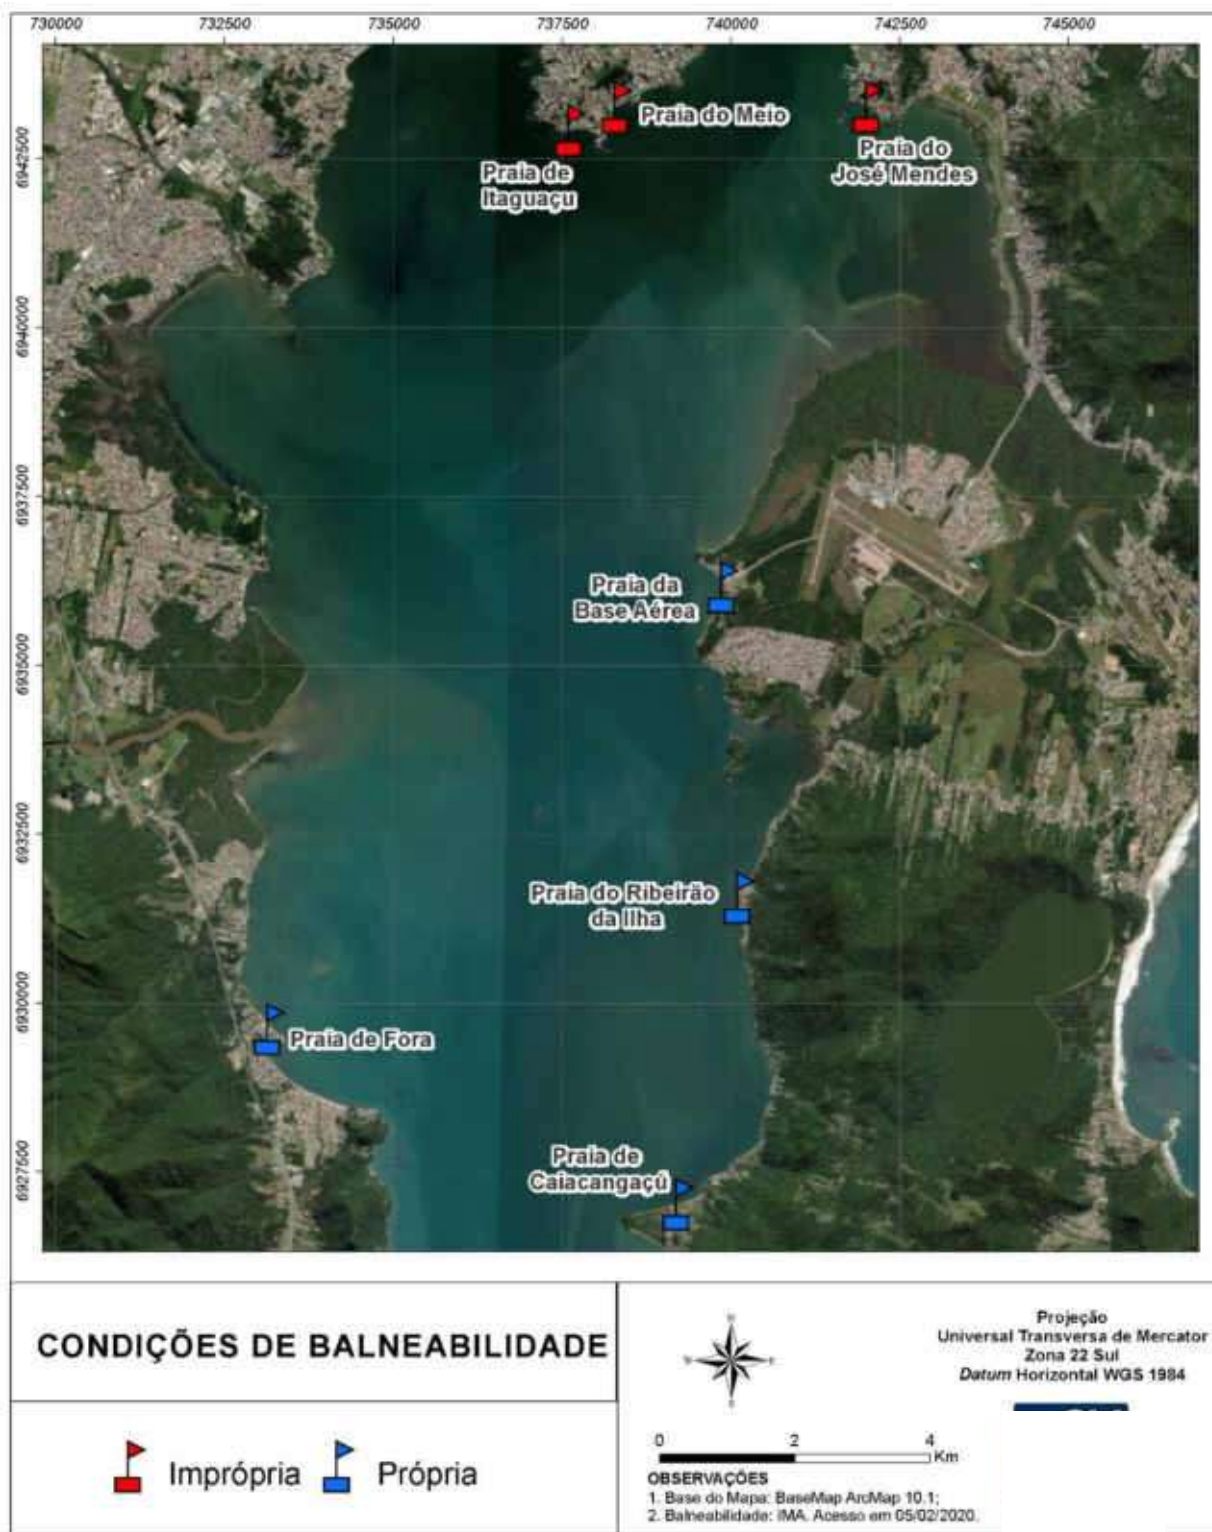 730000 732500 735000 737500 740000 742500 745000
6942500
6940000
6937500
6935000
6932500
6930000
6927500
Praia do Meio
Praia de
Itaguaçu
Praia do
José Mendes
Praia da
Base Aérea
Praia do Ribeirão
da Ilha
Praia de Fora
Praia de
Caiacangaçú
CONDIÇÕES DE BALNEABILIDADE
Imprópria
Própria
Projeção
Universal Transversa de Mercator
Zona 22 Sul
Datum Horizontal WGS 1984
0 2 4
Km
OBSERVAÇÕES
1. Base do Mapa: BaseMap ArcMap 10.1;
2. Balneabilidade: IMA. Acesso em 05/02/2020.